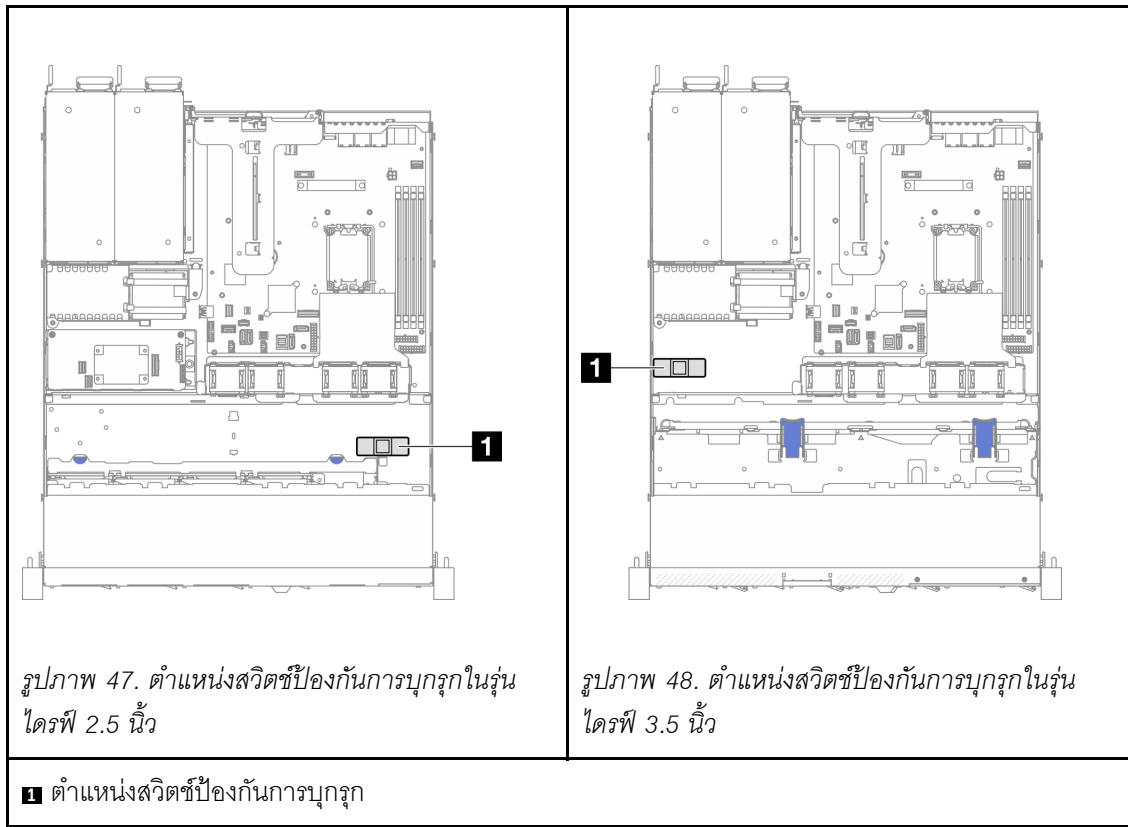 1
1
รูปภาพ 47. ตำแหน่งสวิตช์ป้องกันการบุกรุกในรุ่น
ไดรฟ์ 2.5 นิ้ว
รูปภาพ 48. ตำแหน่งสวิตช์ป้องกันการบุกรุกในรุ่น
ไดรฟ์ 3.5 นิ้ว
1 ตำแหน่งสวิตช์ป้องกันการบุกรุก